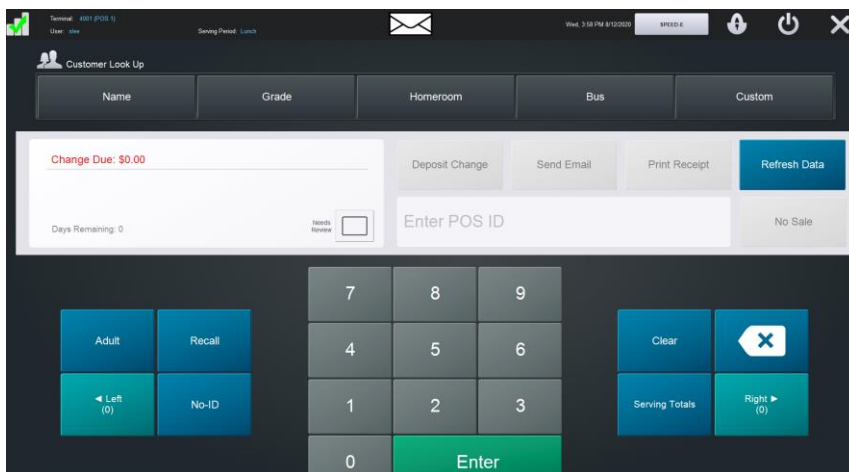 Terminal: 4001 (POS 1)
User: alee
Serving Period: Lunch
Wed, 3:58 PM 8/12/2020
SPEED-E
Customer Look Up
Name
Grade
Homeroom
Bus
Custom
Change Due: $0.00
Deposit Change
Send Email
Print Receipt
Refresh Data
Days Remaining: 0
Needs
Review
Enter POS ID
No Sale
7
8
9
Adult
Recall
4
5
6
Clear
◄ Left
(0)
No-ID
1
2
3
Serving Totals
Right ►
(0)
0
Enter